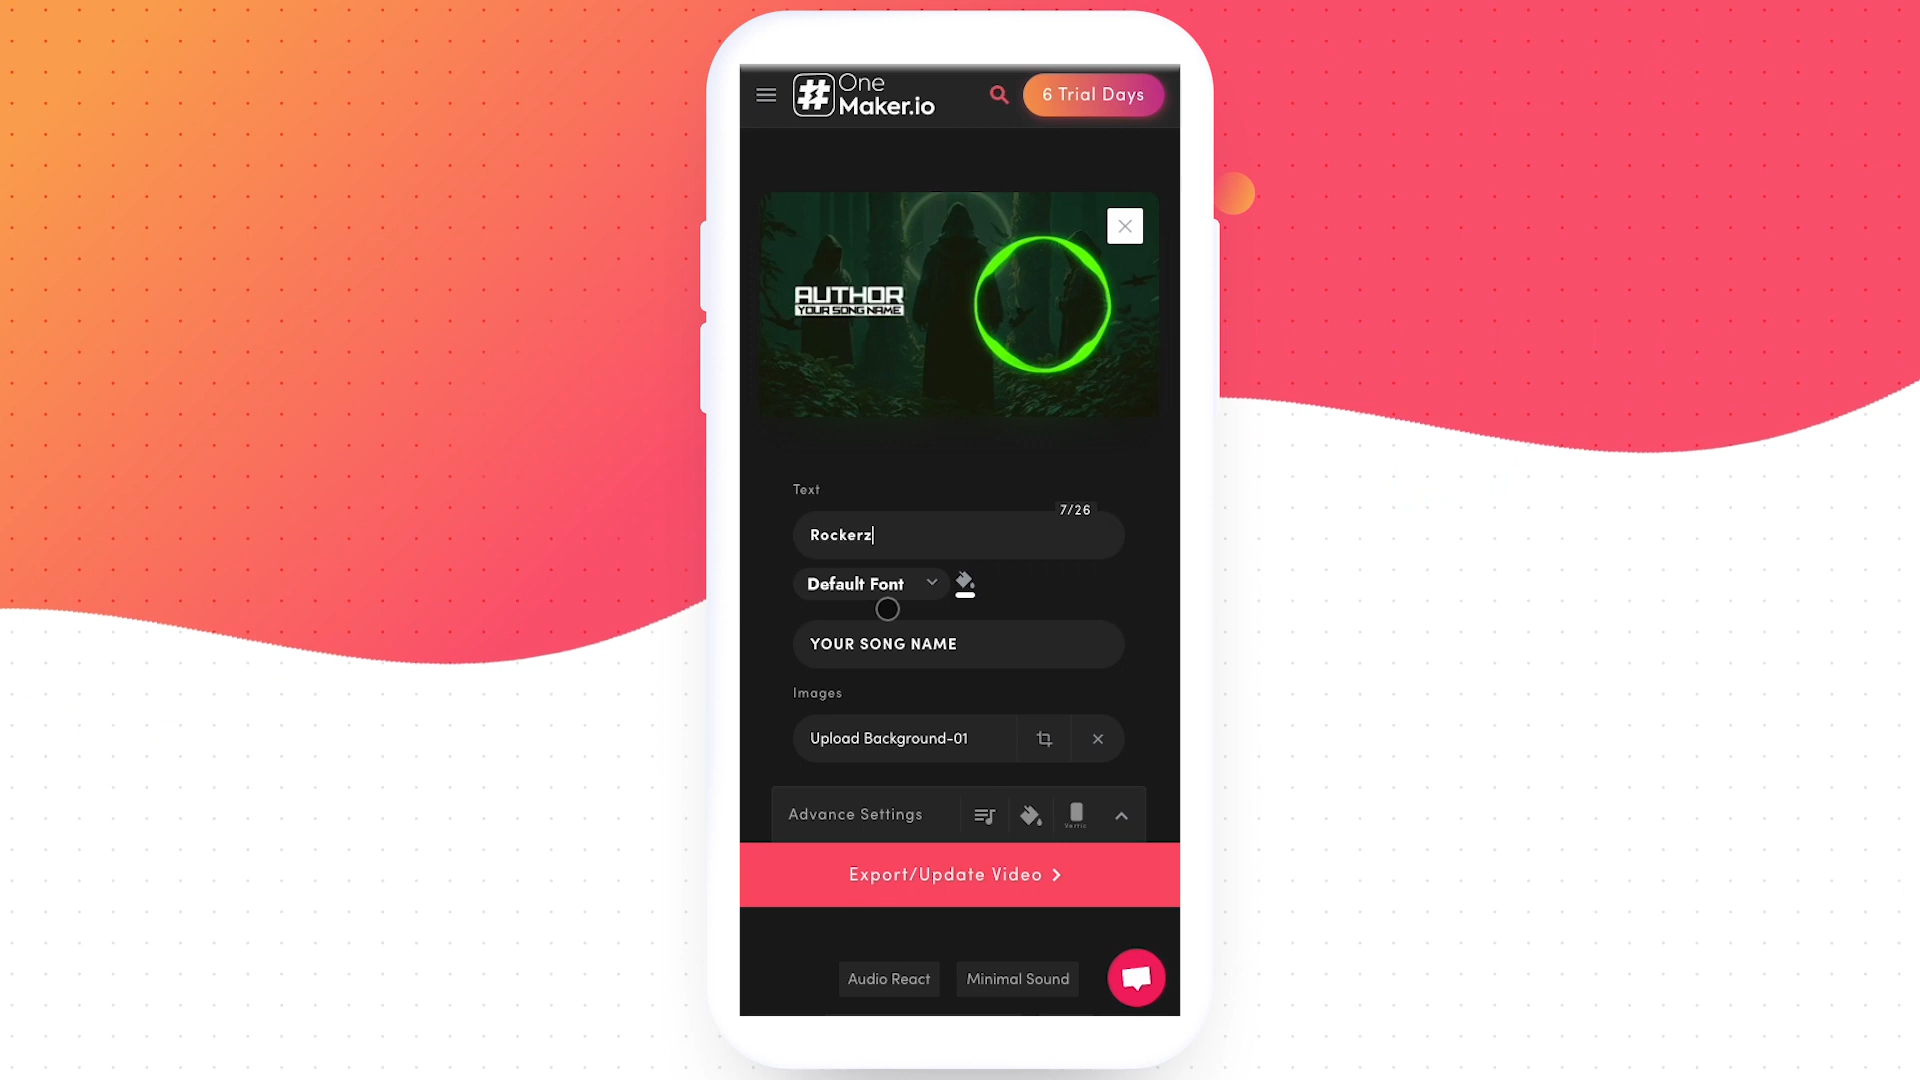 One
Maker.io
6 Trial Days
AUTHOR
YOUR SONG NAME
Text
7/26
Rockerz
Default Font
YOUR SONG NAME
Images
Upload Background-01
Advance Settings
Vertic
Export/Update Video
Audio React
Minimal Sound